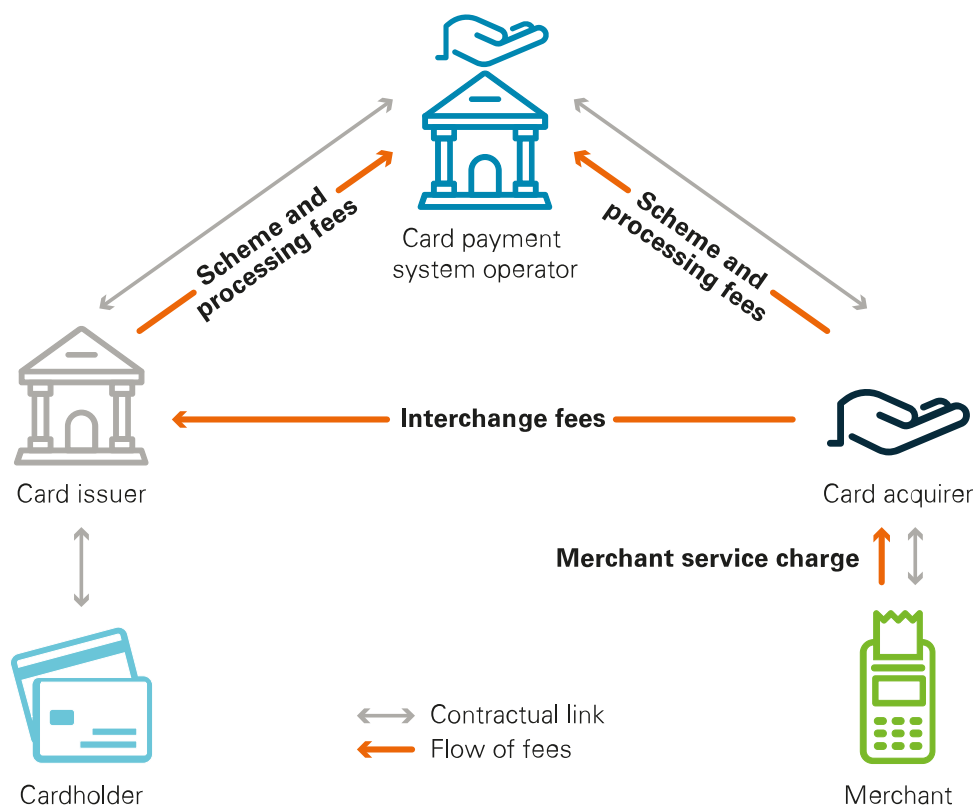 Card payment
system operator
Scheme and
processing fees
Scheme and
processing fees
Interchange fees
Card issuer
Card acquirer
Merchant service charge
Contractual link
Flow of fees
Cardholder
Merchant